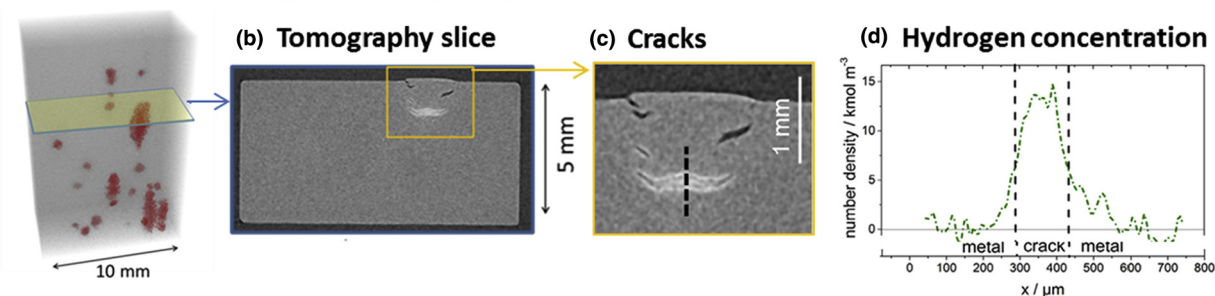 (b) Tomography slice
(c) Cracks
(d) Hydrogen concentration
10 mm
5 mm
1 mm
number density / kmol m⁻³
15
10
5
0
metal crack metal
0 100 200 300 400 500 600 700 800
x / µm